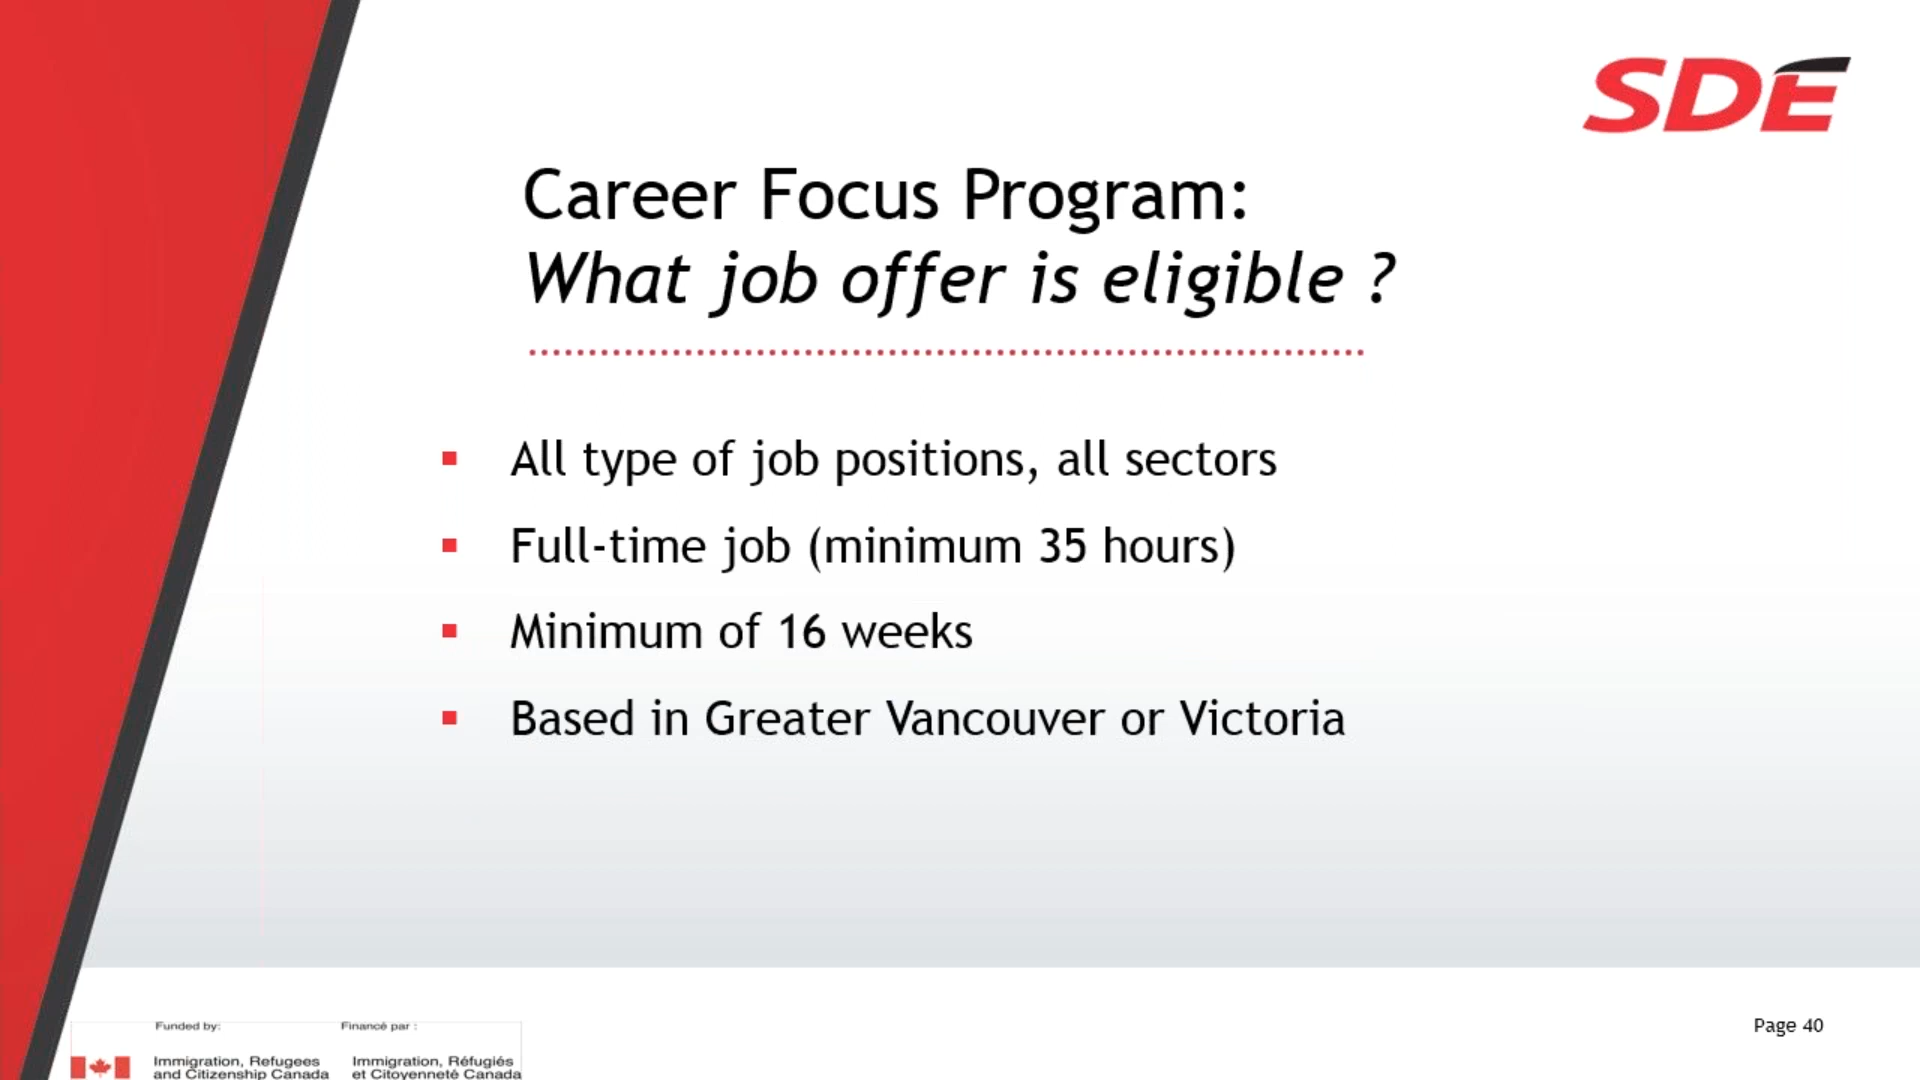 SDE
Career Focus Program:
What job offer is eligible ?
All type of job positions, all sectors
Full-time job (minimum 35 hours)
Minimum of 16 weeks
Based in Greater Vancouver or Victoria
Page 40
Funded by:
Financé par :
Immigration, Refugees
and Citizenship Canada
Immigration, Réfugiés
et Citoyenneté Canada